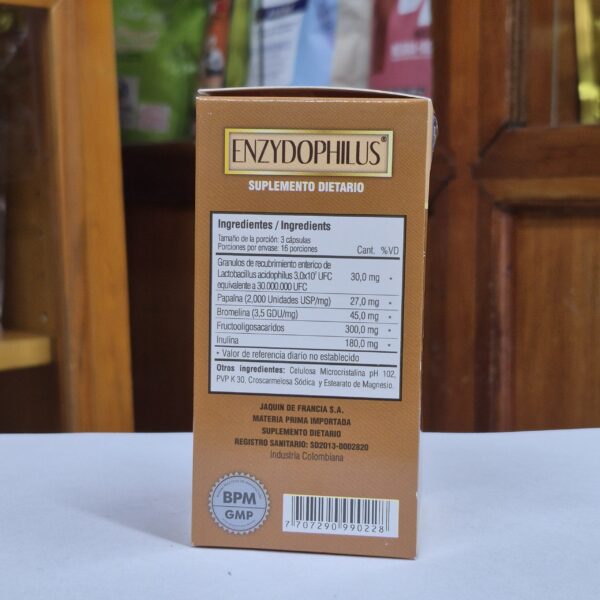 ENZYDOPHILUS®
SUPLEMENTO DIETARIO
Ingredientes / Ingredients
Tamaño de la porción: 3 cápsulas
Porciones por envase: 16 porciones Cant. %VD
Granulos de recubrimiento enterico de
Lactobacillus acidophilus 3,0x10⁷ UFC 30,0 mg *
equivalente a 30.000.000 UFC
Papaína (2,000 Unidades USP/mg) 27,0 mg *
Bromelina (3,5 GDU/mg) 45,0 mg *
Fructooligosacaridos 300,0 mg *
Inulina 180,0 mg *
* Valor de referencia diario no establecido
Otros ingredientes: Celulosa Microcristalina pH 102,
PVP K 30, Croscarmelosa Sódica y Estearato de Magnesio.
JAQUIN DE FRANCIA S.A.
MATERIA PRIMA IMPORTADA
SUPLEMENTO DIETARIO
REGISTRO SANITARIO: SD2013-0002820
Industria Colombiana
BPM
GMP
7 707290 990228